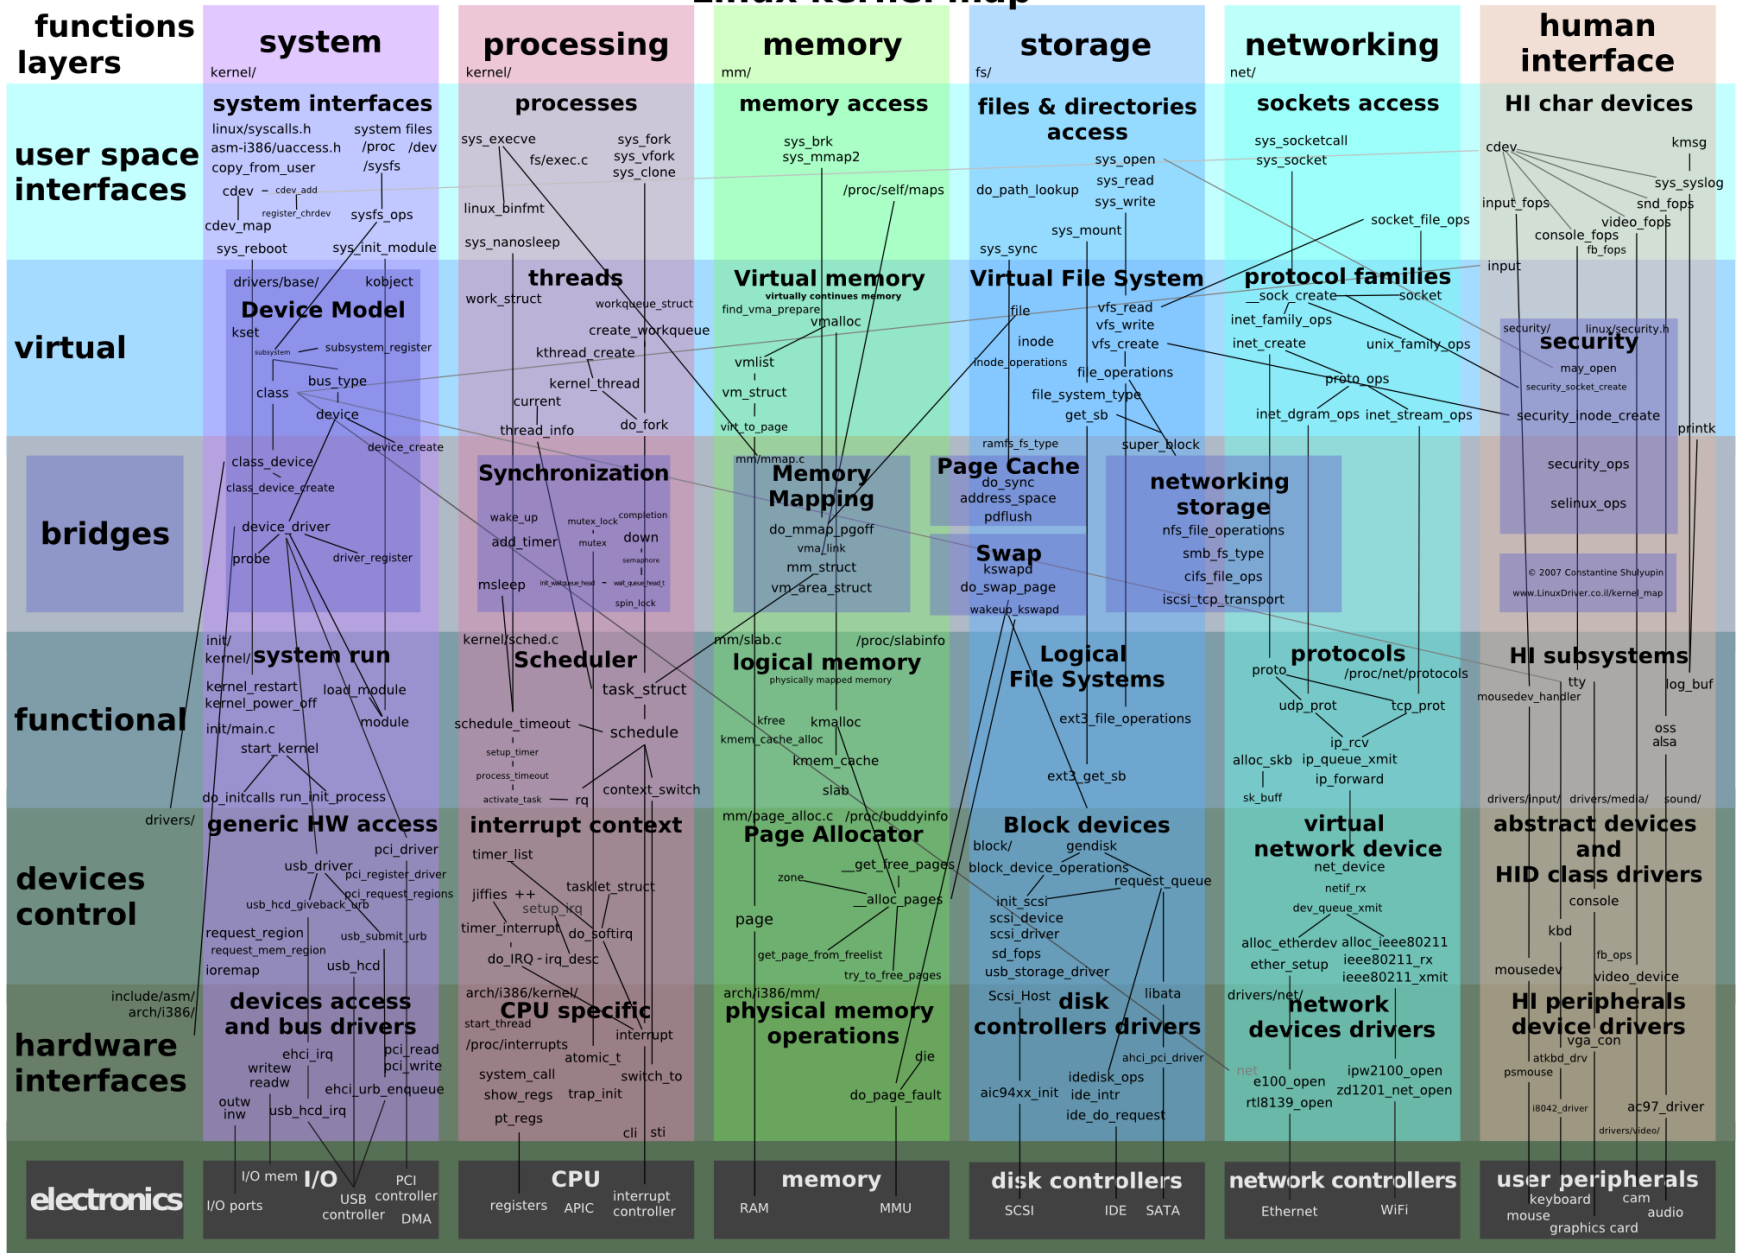 Linux kernel map
functions
layers
system
kernel/
processing
kernel/
memory
mm/
storage
fs/
networking
net/
human
interface
user space
interfaces
system interfaces
linux/syscalls.h
system files
asm-i386/uaccess.h
/proc /dev
copy_from_user
/sysfs
cdev - cdev_add
register_chrdev
cdev_map
sysfs_ops
sys_reboot
sys_init_module
processes
sys_execve
sys_fork
fs/exec.c
sys_vfork
sys_clone
linux_binfmt
sys_nanosleep
memory access
sys_brk
sys_mmap2
/proc/self/maps
files & directories
access
sys_open
do_path_lookup
sys_read
sys_write
sys_mount
sys_sync
sockets access
sys_socketcall
sys_socket
socket_file_ops
HI char devices
cdev
kmsg
sys_syslog
input_fops
snd_fops
video_fops
console_fops
fb_fops
virtual
drivers/base/
kobject
Device Model
kset
subsystem
subsystem_register
bus_type
class
device
device_create
threads
work_struct
workqueue_struct
create_workqueue
kthread_create
kernel_thread
current
thread_info
do_fork
Virtual memory
virtually continues memory
find_vma_prepare
vmalloc
vmlist
vm_struct
virt_to_page
Virtual File System
file
vfs_read
vfs_write
inode
vfs_create
inode_operations
file_operations
file_system_type
get_sb
ramfs_fs_type
super_block
protocol families
__sock_create
socket
inet_family_ops
inet_create
unix_family_ops
proto_ops
inet_dgram_ops
inet_stream_ops
input
security/
linux/security.h
security
may_open
security_socket_create
security_inode_create
printk
security_ops
selinux_ops
© 2007 Constantine Shulyupin
www.LinuxDriver.co.il/kernel_map
bridges
class_device
class_device_create
device_driver
probe
driver_register
Synchronization
wake_up
mutex_lock
completion
add_timer
mutex
down
semaphore
msleep
init_waitqueue_head - wait_queue_head_t
spin_lock
mm/mmap.c
Memory
Mapping
do_mmap_pgoff
vma_link
mm_struct
vm_area_struct
Page Cache
do_sync
address_space
pdflush
Swap
kswapd
do_swap_page
wakeup_kswapd
networking
storage
nfs_file_operations
smb_fs_type
cifs_file_ops
iscsi_tcp_transport
functional
init/
kernel/
system run
kernel_restart
kernel_power_off
load_module
module
init/main.c
start_kernel
do_initcalls
run_init_process
kernel/sched.c
Scheduler
task_struct
schedule_timeout
schedule
setup_timer
process_timeout
activate_task
rq
context_switch
mm/slab.c
/proc/slabinfo
logical memory
physically mapped memory
kfree
kmalloc
kmem_cache_alloc
kmem_cache
slab
Logical
File Systems
ext3_file_operations
ext3_get_sb
protocols
proto
/proc/net/protocols
udp_prot
tcp_prot
ip_rcv
alloc_skb
ip_queue_xmit
ip_forward
sk_buff
HI subsystems
tty
log_buf
mousedev_handler
oss
alsa
drivers/input/
drivers/media/
sound/
devices
control
drivers/
generic HW access
pci_driver
usb_driver
pci_register_driver
pci_request_regions
usb_hcd_giveback_urb
request_region
usb_submit_urb
request_mem_region
ioremap
usb_hcd
interrupt context
timer_list
jiffies ++
tasklet_struct
setup_irq
timer_interrupt
do_softirq
do_IRQ - irq_desc
mm/page_alloc.c
/proc/buddyinfo
Page Allocator
__get_free_pages
zone
__alloc_pages
page
get_page_from_freelist
try_to_free_pages
Block devices
block/
gendisk
block_device_operations
request_queue
init_scsi
scsi_device
scsi_driver
sd_fops
usb_storage_driver
virtual
network device
net_device
netif_rx
dev_queue_xmit
alloc_etherdev
alloc_ieee80211
ether_setup
ieee80211_rx
ieee80211_xmit
abstract devices
and
HID class drivers
console
kbd
fb_ops
mousedev
video_device
hardware
interfaces
include/asm/
arch/i386/
devices access
and bus drivers
ehci_irq
pci_read
pci_write
writew
readw
ehci_urb_enqueue
outw
inw
usb_hcd_irq
arch/i386/kernel/
CPU specific
start_thread
interrupt
/proc/interrupts
atomic_t
system_call
switch_to
show_regs
trap_init
pt_regs
cli sti
arch/i386/mm/
physical memory
operations
die
do_page_fault
Scsi_Host
disk
libata
controllers drivers
ahci_pci_driver
idedisk_ops
aic94xx_init
ide_intr
ide_do_request
drivers/net/
network
devices drivers
net
ipw2100_open
e100_open
zd1201_net_open
rtl8139_open
HI peripherals
device drivers
vga_con
atkbd_drv
psmouse
i8042_driver
ac97_driver
drivers/video/
electronics
I/O mem
I/O
I/O ports
USB
controller
PCI
controller
DMA
CPU
registers
APIC
interrupt
controller
memory
RAM
MMU
disk controllers
SCSI
IDE
SATA
network controllers
Ethernet
WiFi
user peripherals
keyboard
cam
mouse
audio
graphics card